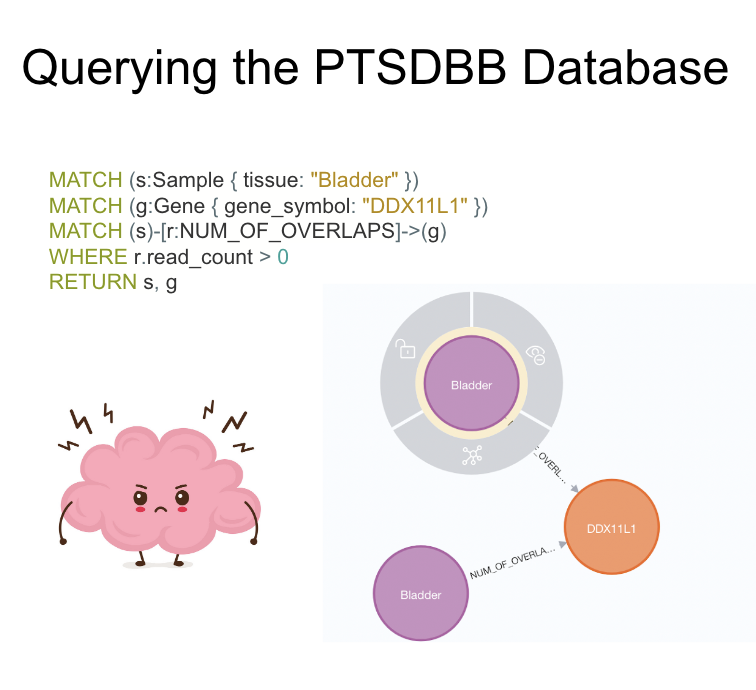 Querying the PTSDBB Database
MATCH (s:Sample { tissue: "Bladder" })
MATCH (g:Gene { gene_symbol: "DDX11L1" })
MATCH (s)-[r:NUM_OF_OVERLAPS]->(g)
WHERE r.read_count > 0
RETURN s, g
Bladder
_OVERL...
DDX11L1
NUM_OF_OVERLA...
Bladder